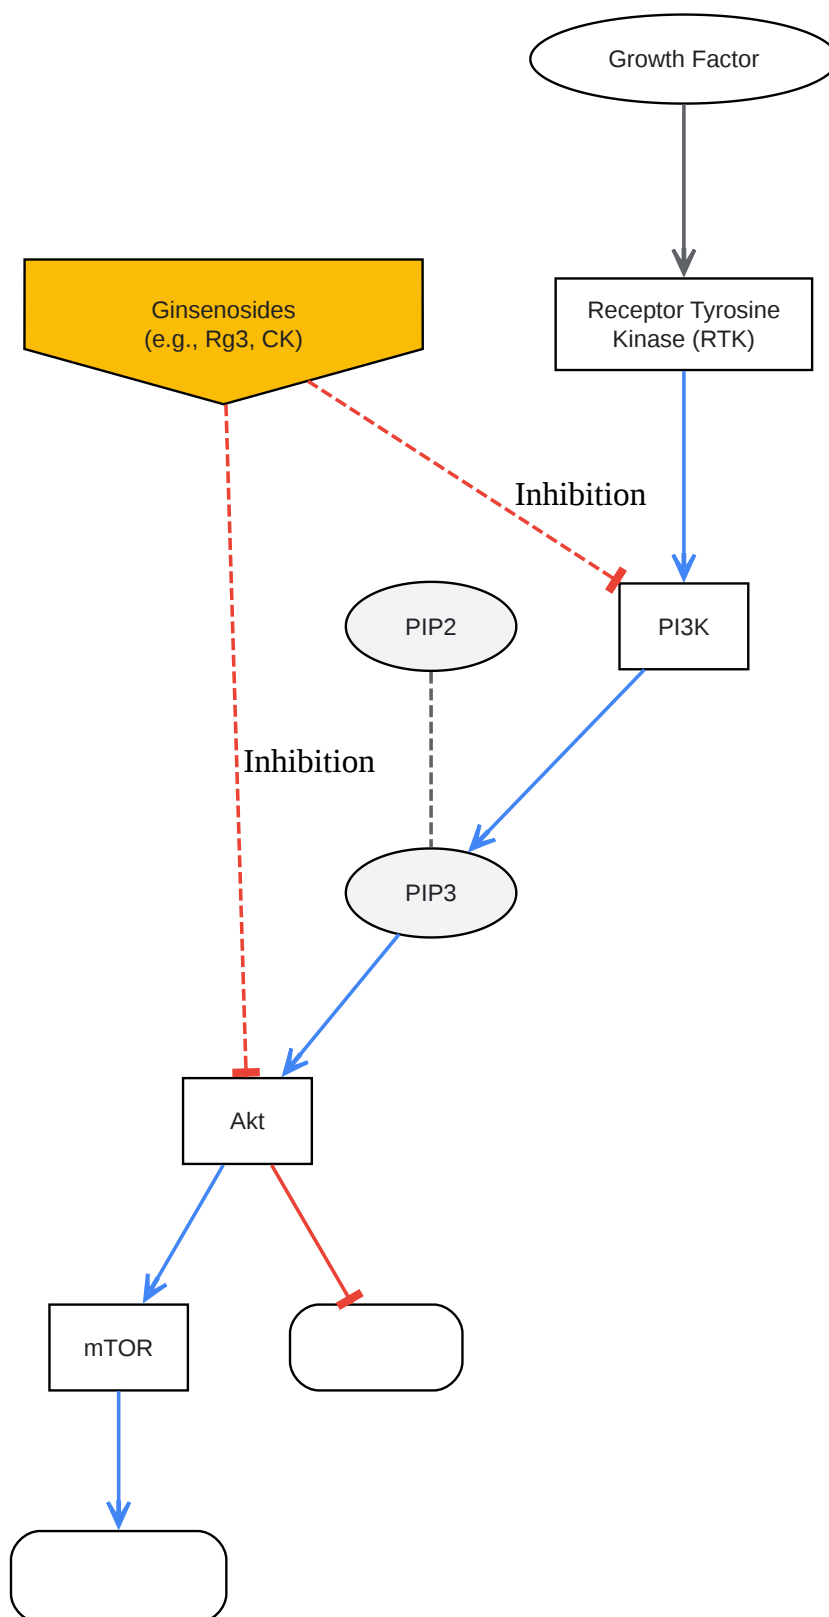 Growth Factor
Ginsenosides
(e.g., Rg3, CK)
Receptor Tyrosine
Kinase (RTK)
Inhibition
PIP2
PI3K
Inhibition
PIP3
Akt
mTOR